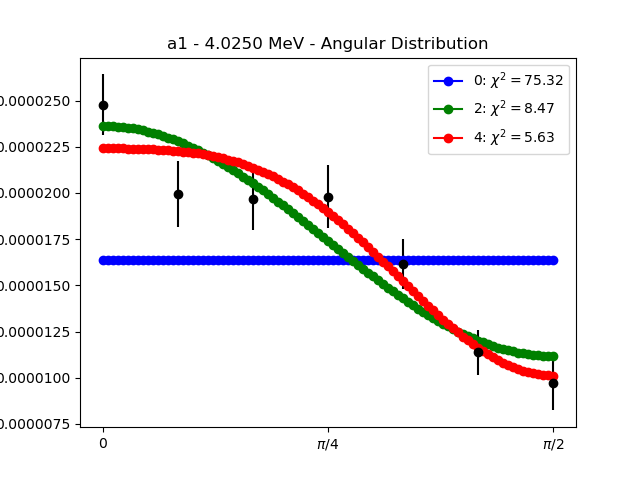 a1 - 4.0250 MeV - Angular Distribution
0: χ² = 75.32
2: χ² = 8.47
4: χ² = 5.63
0.0000250
0.0000225
0.0000200
0.0000175
0.0000150
0.0000125
0.0000100
0.0000075
0 π/4 π/2